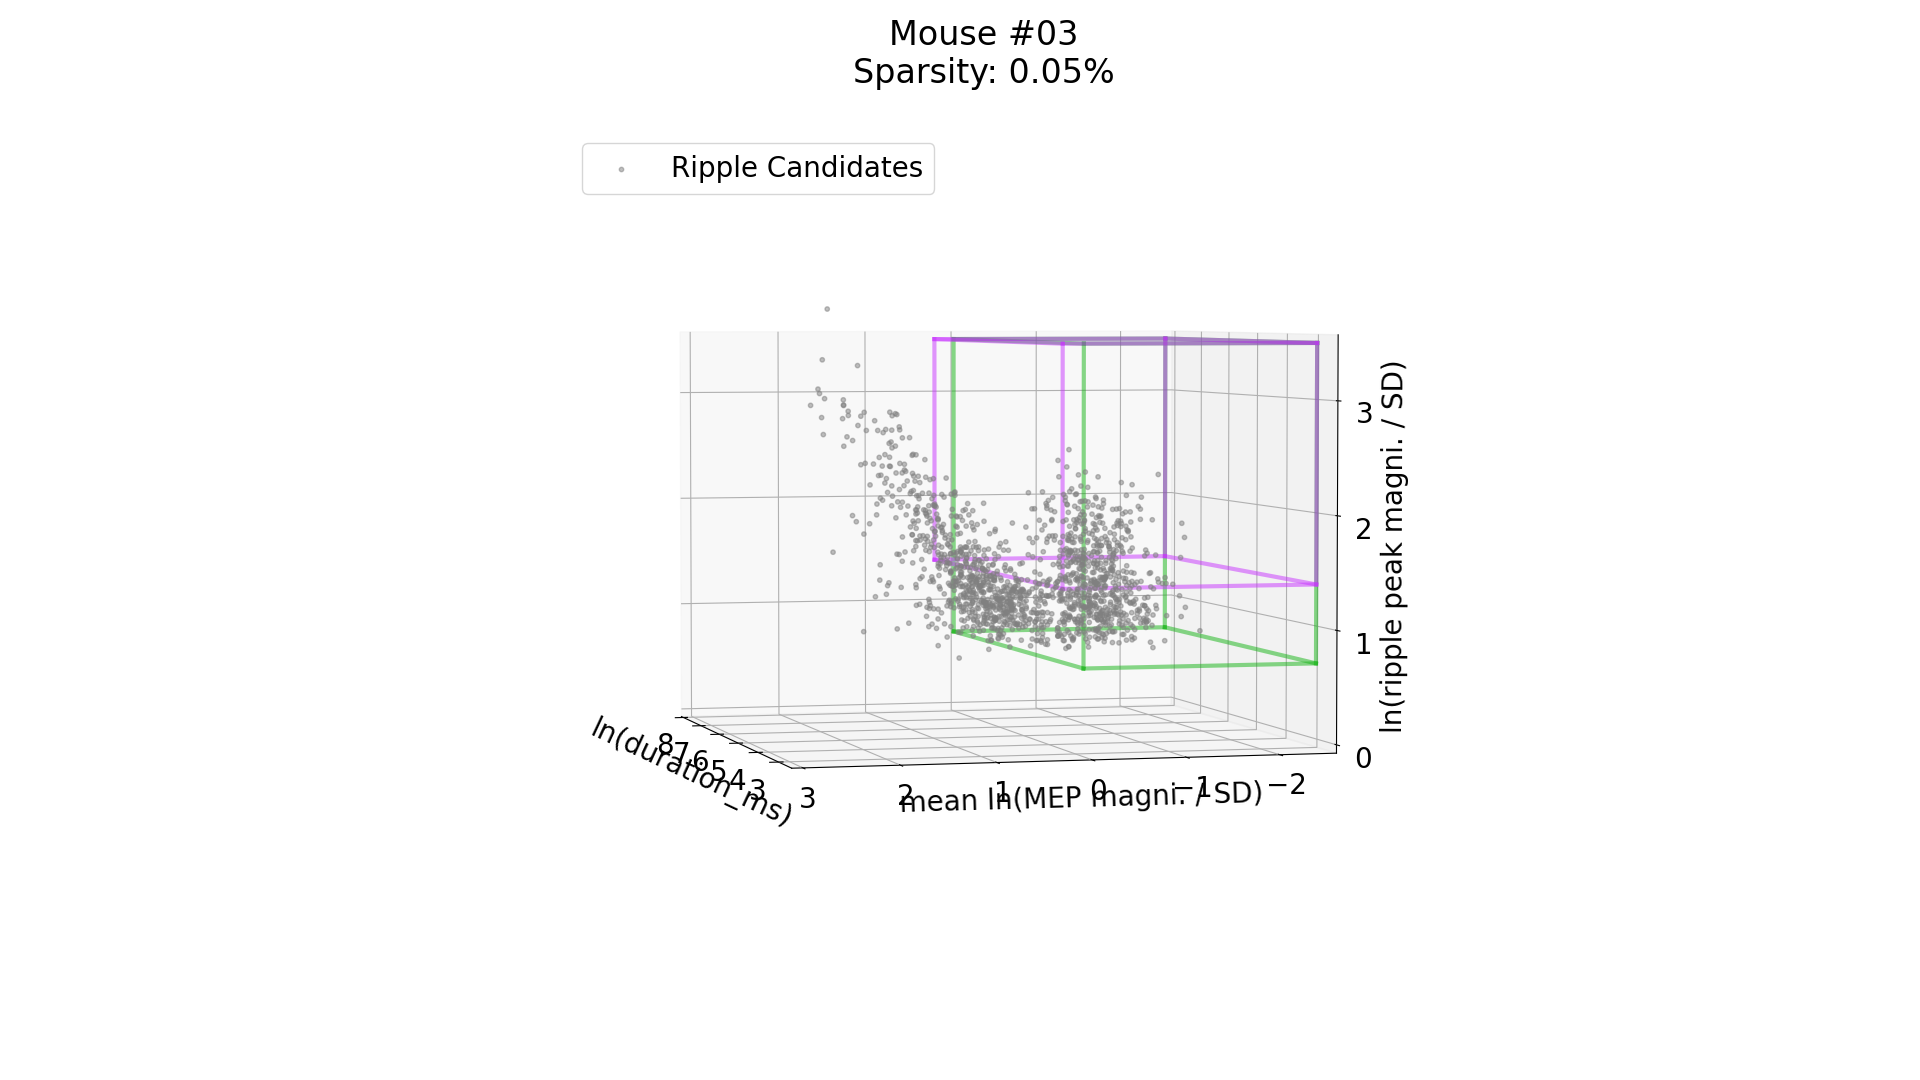 Mouse #03
Sparsity: 0.05%
Ripple Candidates
3
2
1
0
ln(ripple peak magni. / SD)
8
7
6
5
4
3
ln(duration_ms)
3
2
1
0
−1
−2
mean ln(MEP magni. / SD)